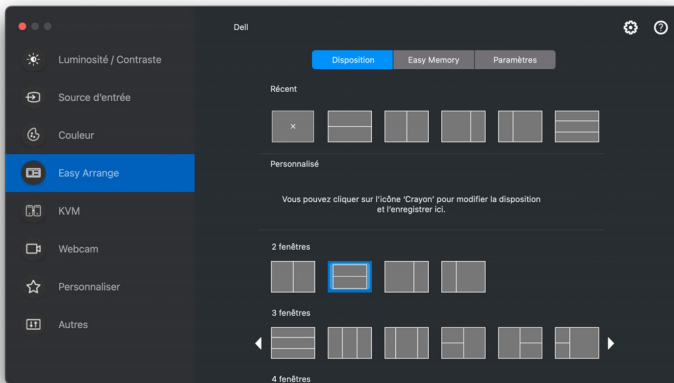 Dell
Luminosité / Contraste
Source d'entrée
Couleur
Easy Arrange
KVM
Webcam
Personnaliser
Autres
Disposition
Easy Memory
Paramètres
Récent
Personnalisé
Vous pouvez cliquer sur l'icône 'Crayon' pour modifier la disposition
et l'enregistrer ici.
2 fenêtres
3 fenêtres
4 fenêtres